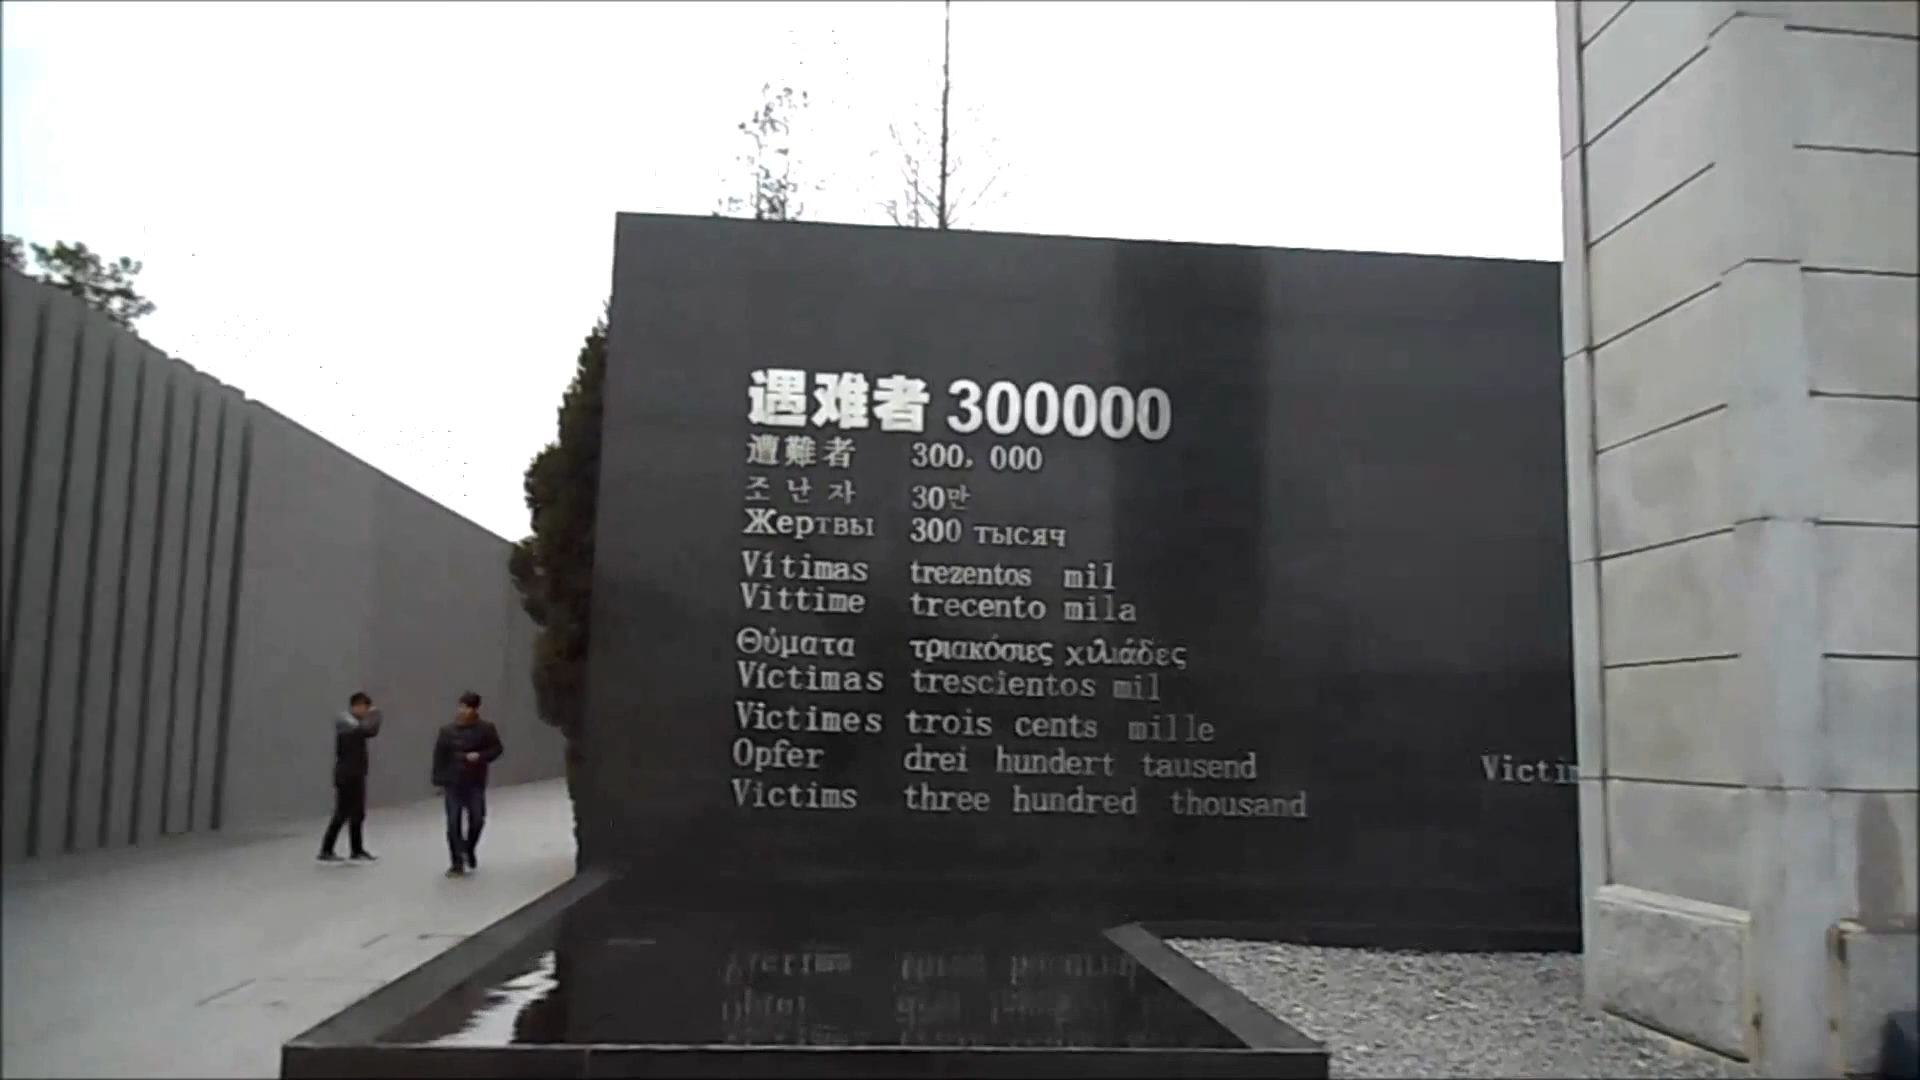 遇难者 300000
遭難者 300，000
조난자 30만
Жертвы 300 тысяч
Vítimas trezentos mil
Vittime trecento mila
Θύματα τριακόσιες χιλιάδες
Víctimas trescientos mil
Victimes trois cents mille
Opfer drei hundert tausend
Victims three hundred thousand
Victim